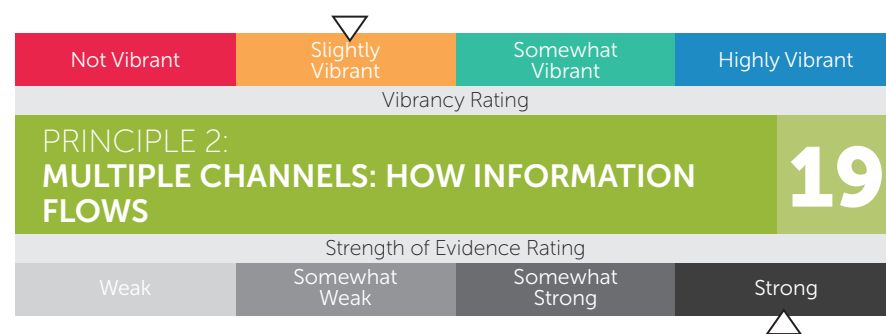 Not Vibrant
Slightly
Vibrant
Somewhat
Vibrant
Highly Vibrant
Vibrancy Rating
PRINCIPLE 2:
MULTIPLE CHANNELS: HOW INFORMATION
FLOWS
19
Strength of Evidence Rating
Weak
Somewhat
Weak
Somewhat
Strong
Strong